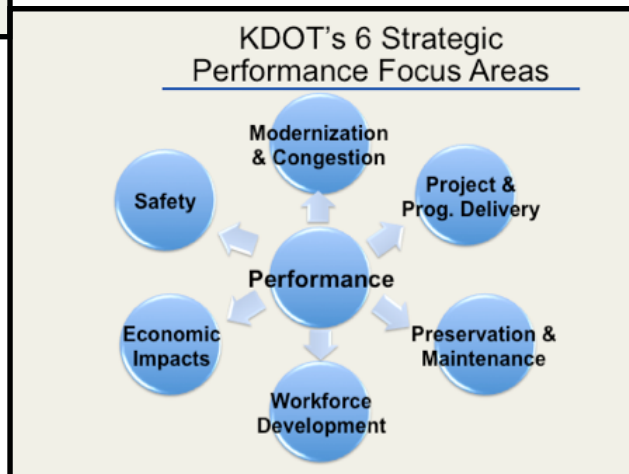 KDOT's 6 Strategic
Performance Focus Areas
Modernization
& Congestion
Project &
Prog. Delivery
Safety
Performance
Economic
Impacts
Preservation &
Maintenance
Workforce
Development